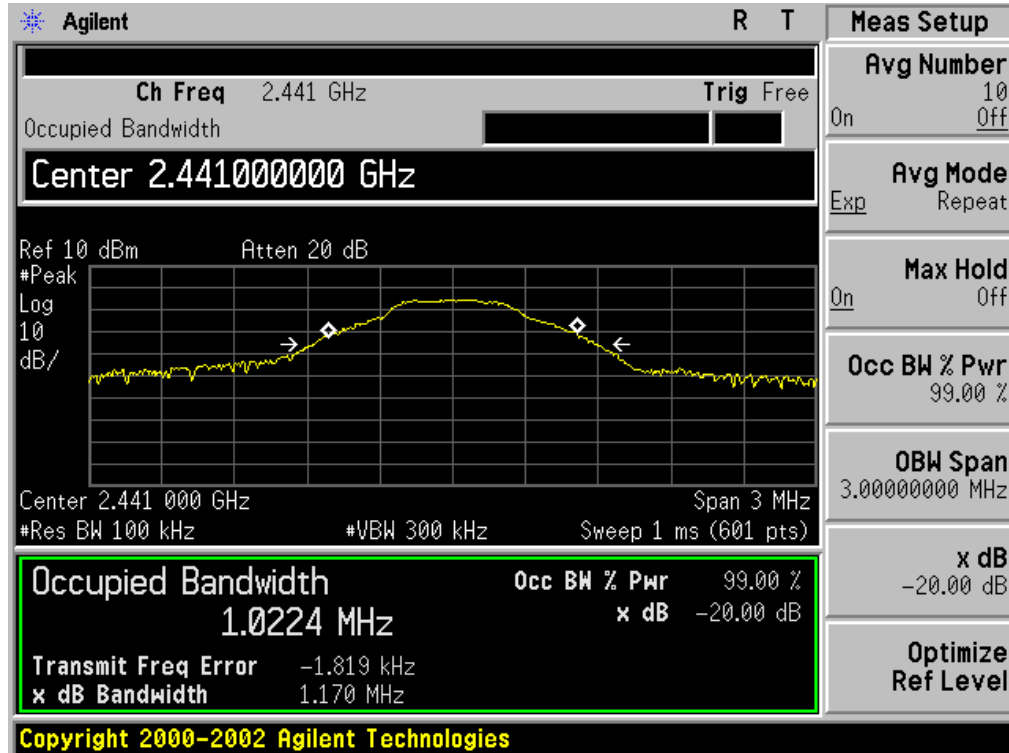 Agilent R T
Meas Setup
Ch Freq 2.441 GHz Trig Free
Occupied Bandwidth
Center 2.441000000 GHz
Ref 10 dBm Atten 20 dB
#Peak
Log
10
dB/
Center 2.441 000 GHz Span 3 MHz
#Res BW 100 kHz #VBW 300 kHz Sweep 1 ms (601 pts)
Occupied Bandwidth
1.0224 MHz
Occ BW % Pwr 99.00 %
x dB -20.00 dB
Transmit Freq Error -1.819 kHz
x dB Bandwidth 1.170 MHz
Avg Number
10
On Off
Avg Mode
Exp Repeat
Max Hold
On Off
Occ BW % Pwr
99.00 %
OBW Span
3.00000000 MHz
x dB
-20.00 dB
Optimize
Ref Level
Copyright 2000-2002 Agilent Technologies